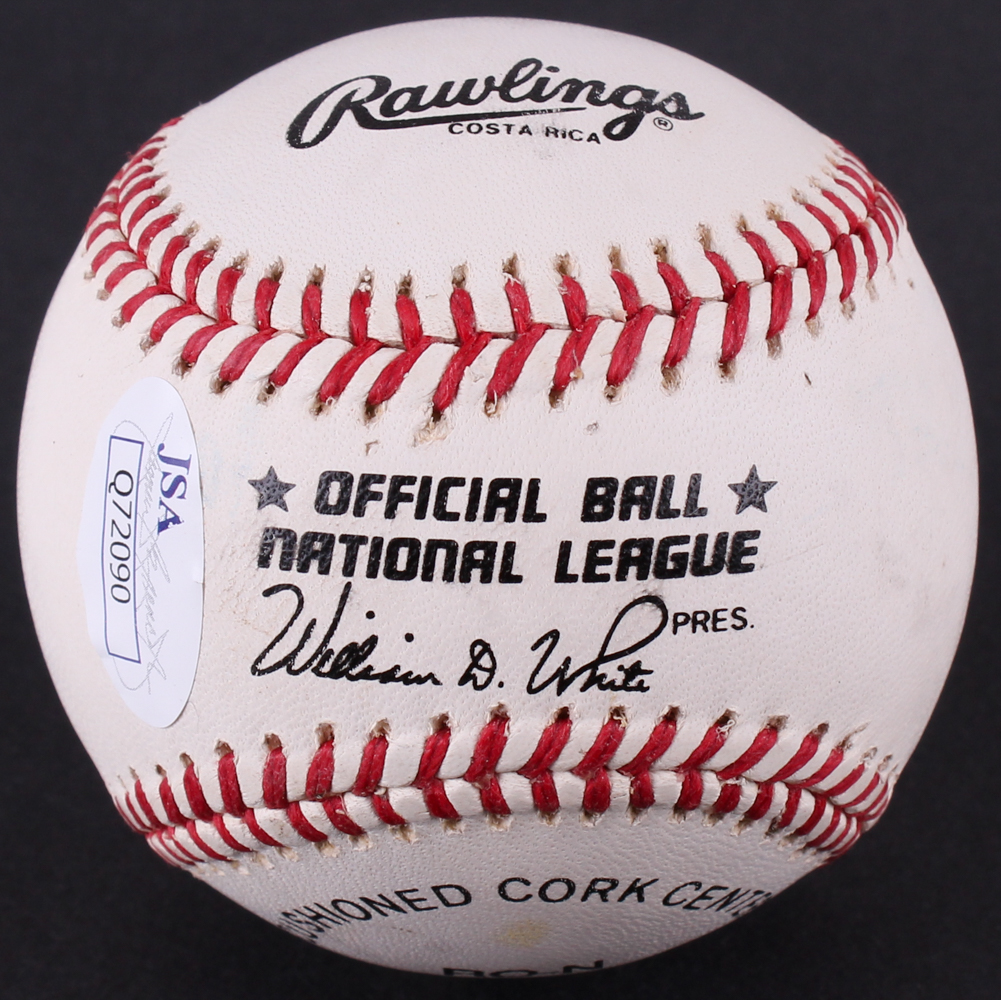 Rawlings®
COSTA RICA
★ OFFICIAL BALL ★
NATIONAL LEAGUE
William D. White PRES.
JSA
Q72090
CORK